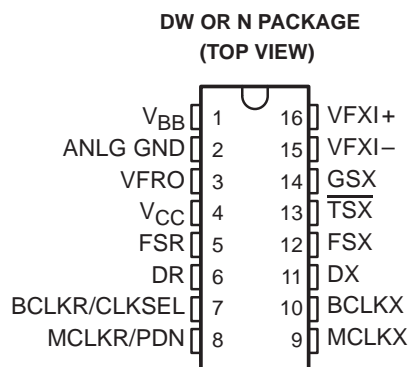 DW OR N PACKAGE
(TOP VIEW)
VBB 1 16 VFXI+
ANLG GND 2 15 VFXI–
VFRO 3 14 GSX
VCC 4 13 TSX
FSR 5 12 FSX
DR 6 11 DX
BCLKR/CLKSEL 7 10 BCLKX
MCLKR/PDN 8 9 MCLKX